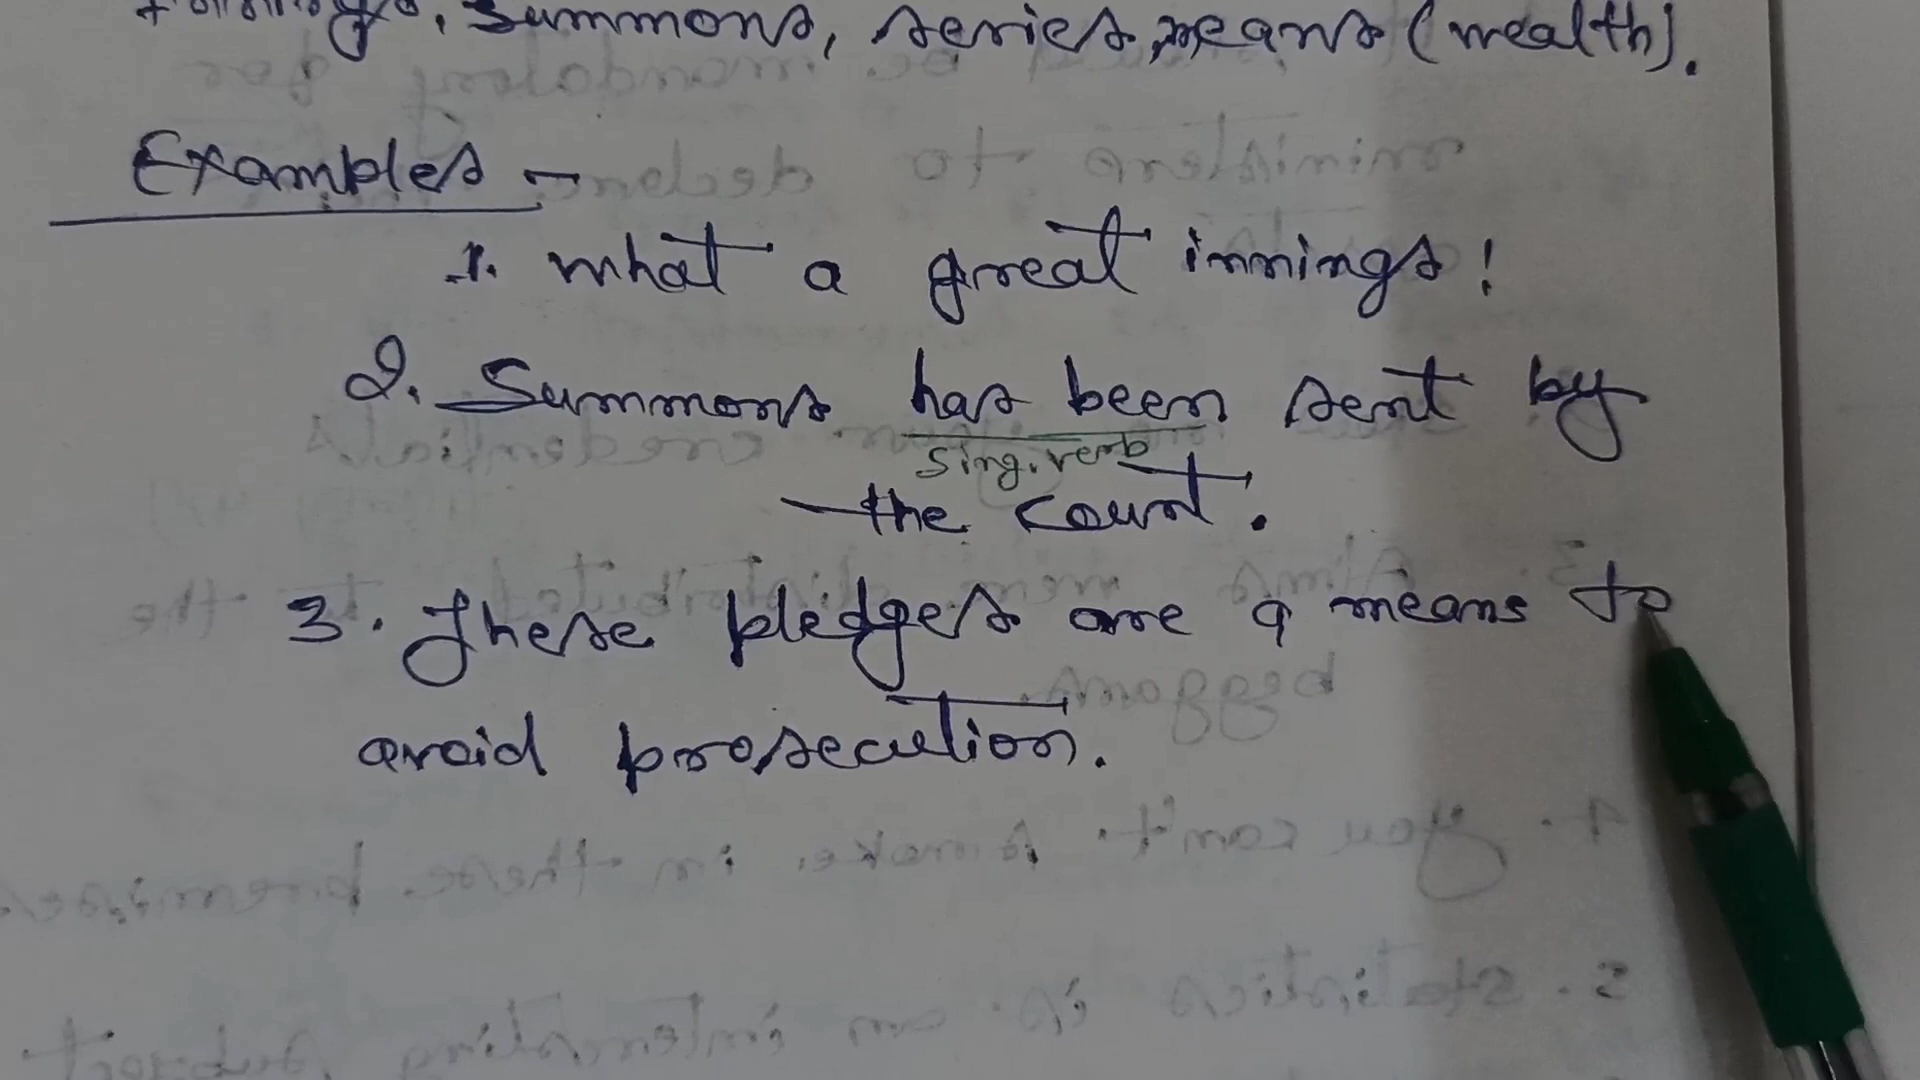 summons, series, means (wealth).
Examples -
1. What a great innings!
2. Summons has been sent by
sing. verb
the court.
3. These pledges are a means to
avoid prosecution.